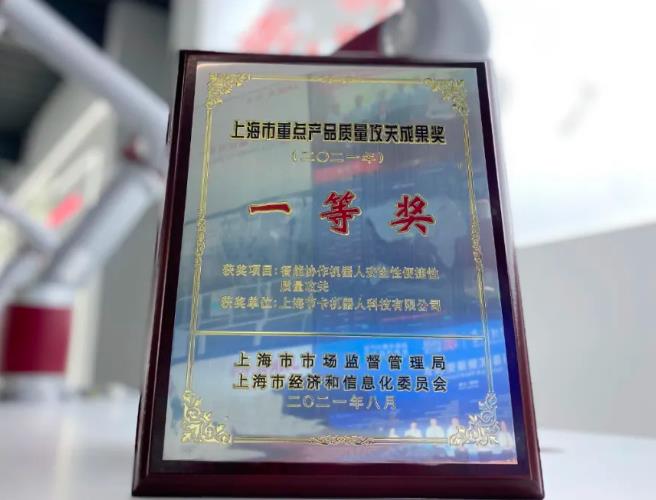 上海市重点产品质量攻关成果奖
(二〇二一年)
一等奖
获奖项目:智能协作机器人安全性便捷性
质量攻关
获奖单位:上海节卡机器人科技有限公司
上海市市场监督管理局
上海市经济和信息化委员会
二〇二一年八月